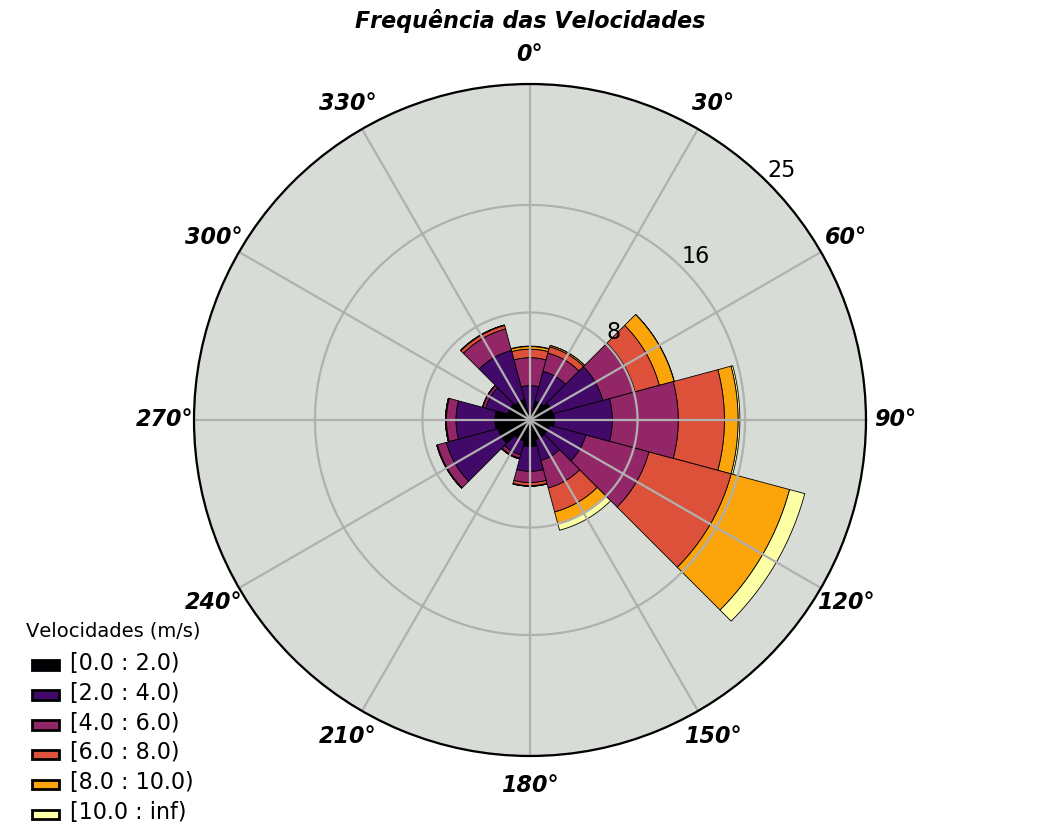 Frequência das Velocidades
0°
330°
30°
25
300°
60°
16
8
270°
90°
240°
120°
210°
150°
180°
Velocidades (m/s)
[0.0 : 2.0)
[2.0 : 4.0)
[4.0 : 6.0)
[6.0 : 8.0)
[8.0 : 10.0)
[10.0 : inf)